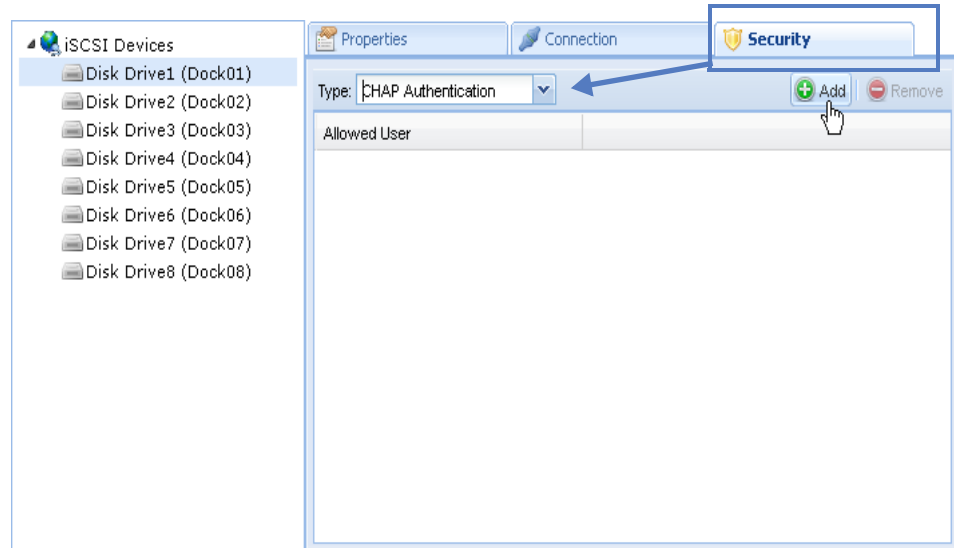 iSCSI Devices
Disk Drive1 (Dock01)
Disk Drive2 (Dock02)
Disk Drive3 (Dock03)
Disk Drive4 (Dock04)
Disk Drive5 (Dock05)
Disk Drive6 (Dock06)
Disk Drive7 (Dock07)
Disk Drive8 (Dock08)
Properties
Connection
Security
Type: CHAP Authentication
Add
Remove
Allowed User